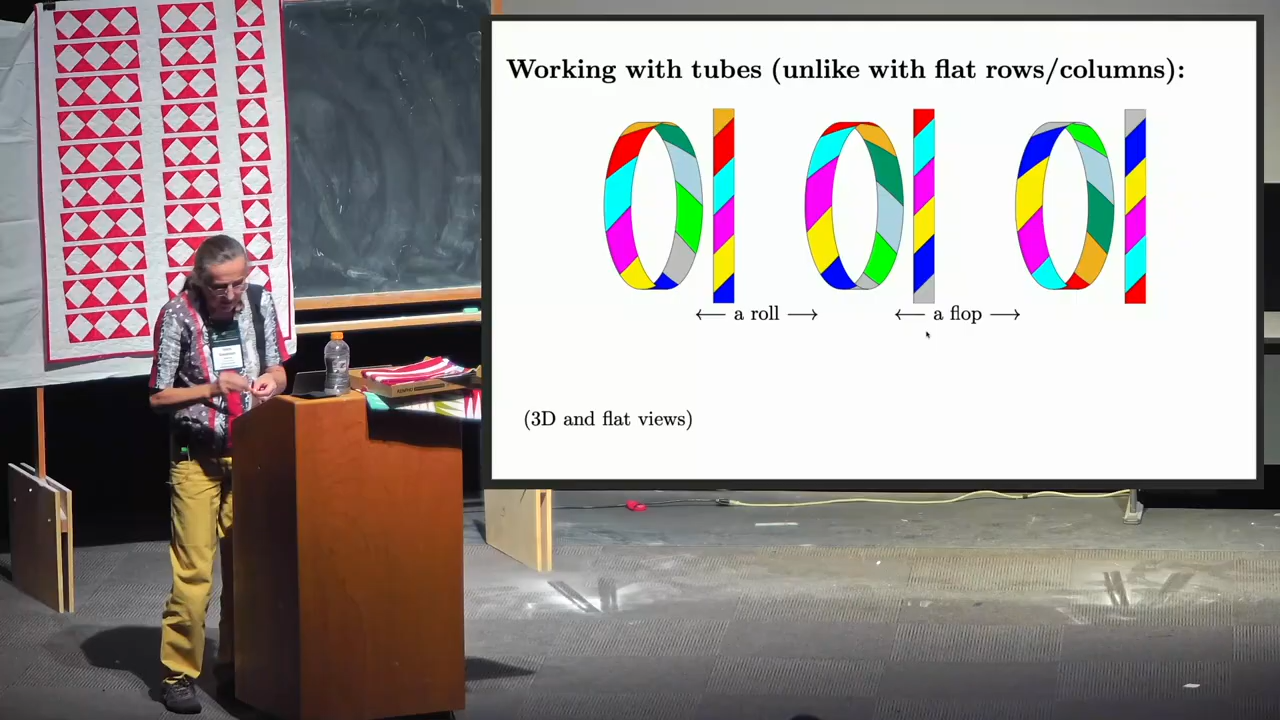 Working with tubes (unlike with flat rows/columns):
⟵ a roll ⟶ ⟵ a flop ⟶
(3D and flat views)